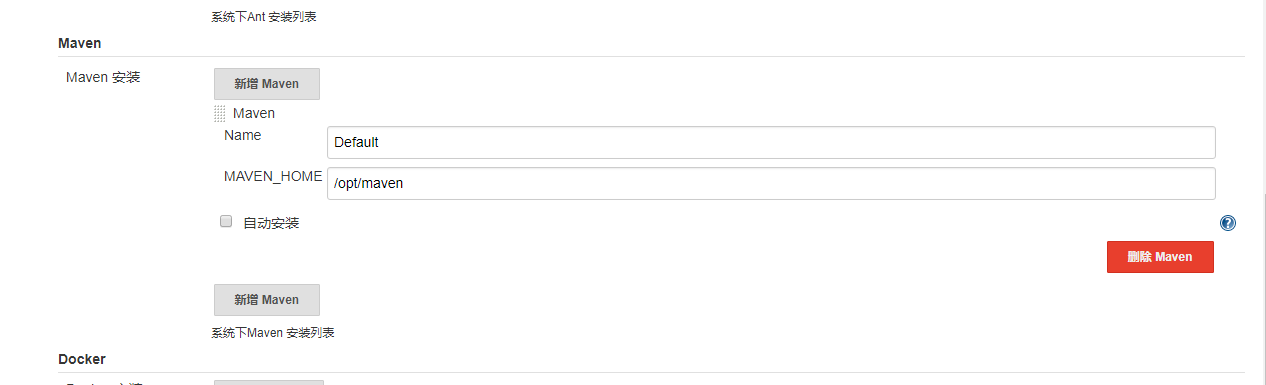 系统下Ant 安装列表
Maven
Maven 安装
新增 Maven
Maven
Name
Default
MAVEN_HOME
/opt/maven
自动安装
?
删除 Maven
新增 Maven
系统下Maven 安装列表
Docker